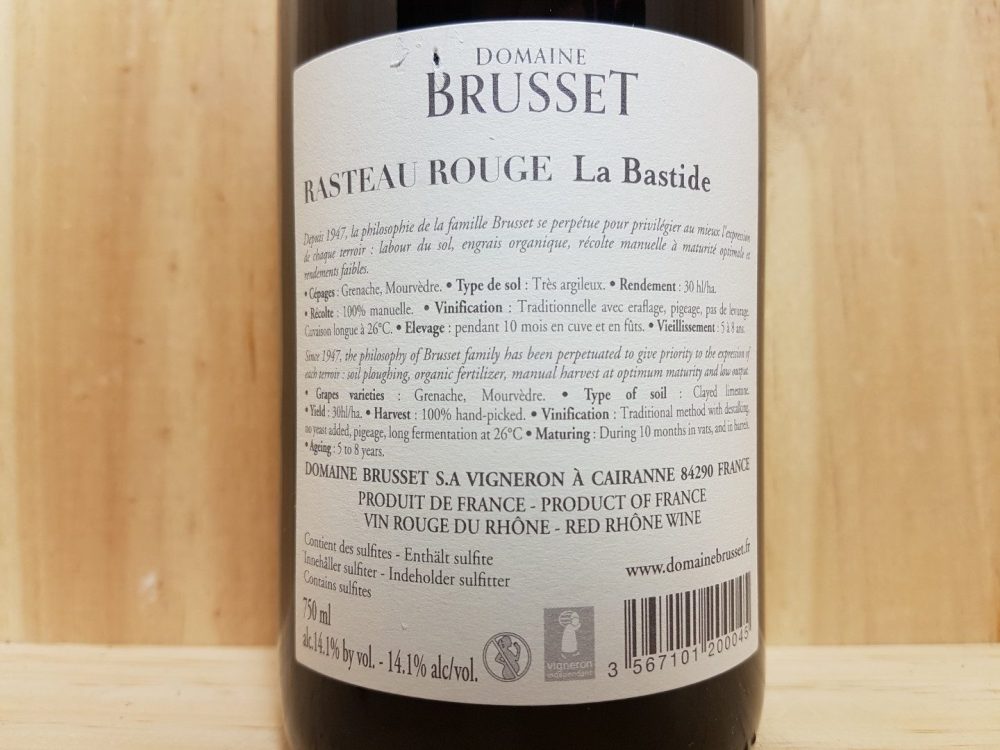 DOMAINE
BRUSSET
RASTEAU ROUGE La Bastide
Depuis 1947, la philosophie de la famille Brusset se perpétue pour privilégier au mieux l'expression
de chaque terroir : labour du sol, engrais organique, récolte manuelle à maturité optimale et
rendements faibles.
• Cépages : Grenache, Mourvèdre. • Type de sol : Très argileux. • Rendement : 30 hl/ha.
• Récolte : 100% manuelle. • Vinification : Traditionnelle avec eraflage, pigeage, pas de levurage.
Cuvaison longue à 26°C. • Elevage : pendant 10 mois en cuve et en fûts. • Vieillissement : 5 à 8 ans.
Since 1947, the philosophy of Brusset family has been perpetuated to give priority to the expression of
each terroir : soil ploughing, organic fertilizer, manual harvest at optimum maturity and low output.
• Grapes varieties : Grenache, Mourvèdre. • Type of soil : Clayed limestone.
• Yield : 30hl/ha. • Harvest : 100% hand-picked. • Vinification : Traditional method with destalking,
no yeast added, pigeage, long fermentation at 26°C • Maturing : During 10 months in vats, and in barrels.
• Ageing : 5 to 8 years.
DOMAINE BRUSSET S.A VIGNERON À CAIRANNE 84290 FRANCE
PRODUIT DE FRANCE - PRODUCT OF FRANCE
VIN ROUGE DU RHÔNE - RED RHÔNE WINE
Contient des sulfites - Enthält sulfite
Innehåller sulfiter - Indeholder sulfitter
Contains sulfites
www.domainebrusset.fr
750 ml
alc.14.1% by vol. - 14.1% alc/vol.
vigneron
indépendant
3 567101 200045